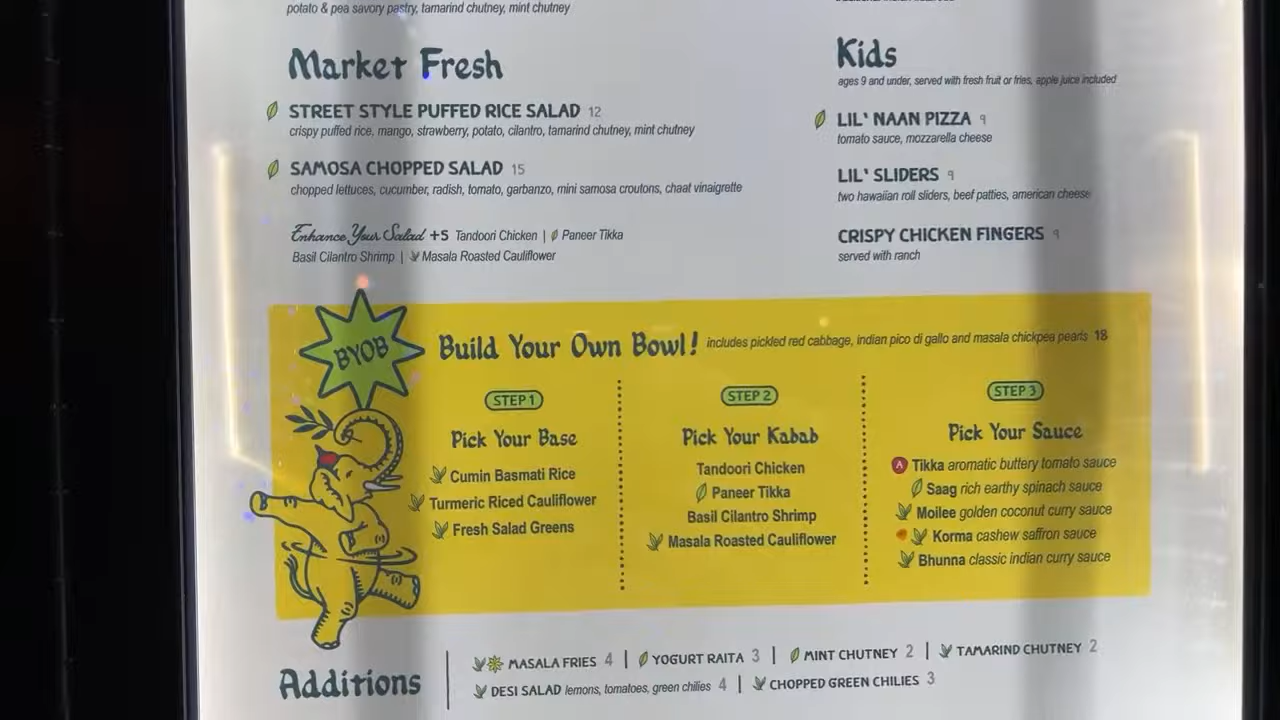 potato & pea savory pastry, tamarind chutney, mint chutney
Market Fresh
STREET STYLE PUFFED RICE SALAD 12
crispy puffed rice, mango, strawberry, potato, cilantro, tamarind chutney, mint chutney
SAMOSA CHOPPED SALAD 15
chopped lettuces, cucumber, radish, tomato, garbanzo, mini samosa croutons, chaat vinaigrette
Enhance Your Salad +5 Tandoori Chicken | Paneer Tikka
Basil Cilantro Shrimp | Masala Roasted Cauliflower
Kids
ages 9 and under, served with fresh fruit or fries, apple juice included
LIL' NAAN PIZZA 9
tomato sauce, mozzarella cheese
LIL' SLIDERS 9
two hawaiian roll sliders, beef patties, american cheese
CRISPY CHICKEN FINGERS 9
served with ranch
BYOB
Build Your Own Bowl! includes pickled red cabbage, indian pico di gallo and masala chickpea pearls 18
STEP 1
Pick Your Base
Cumin Basmati Rice
Turmeric Riced Cauliflower
Fresh Salad Greens
STEP 2
Pick Your Kabab
Tandoori Chicken
Paneer Tikka
Basil Cilantro Shrimp
Masala Roasted Cauliflower
STEP 3
Pick Your Sauce
A Tikka aromatic buttery tomato sauce
Saag rich earthy spinach sauce
Moilee golden coconut curry sauce
Korma cashew saffron sauce
Bhunna classic indian curry sauce
Additions
MASALA FRIES 4 | YOGURT RAITA 3 | MINT CHUTNEY 2 | TAMARIND CHUTNEY 2
DESI SALAD lemons, tomatoes, green chilies 4 | CHOPPED GREEN CHILIES 3